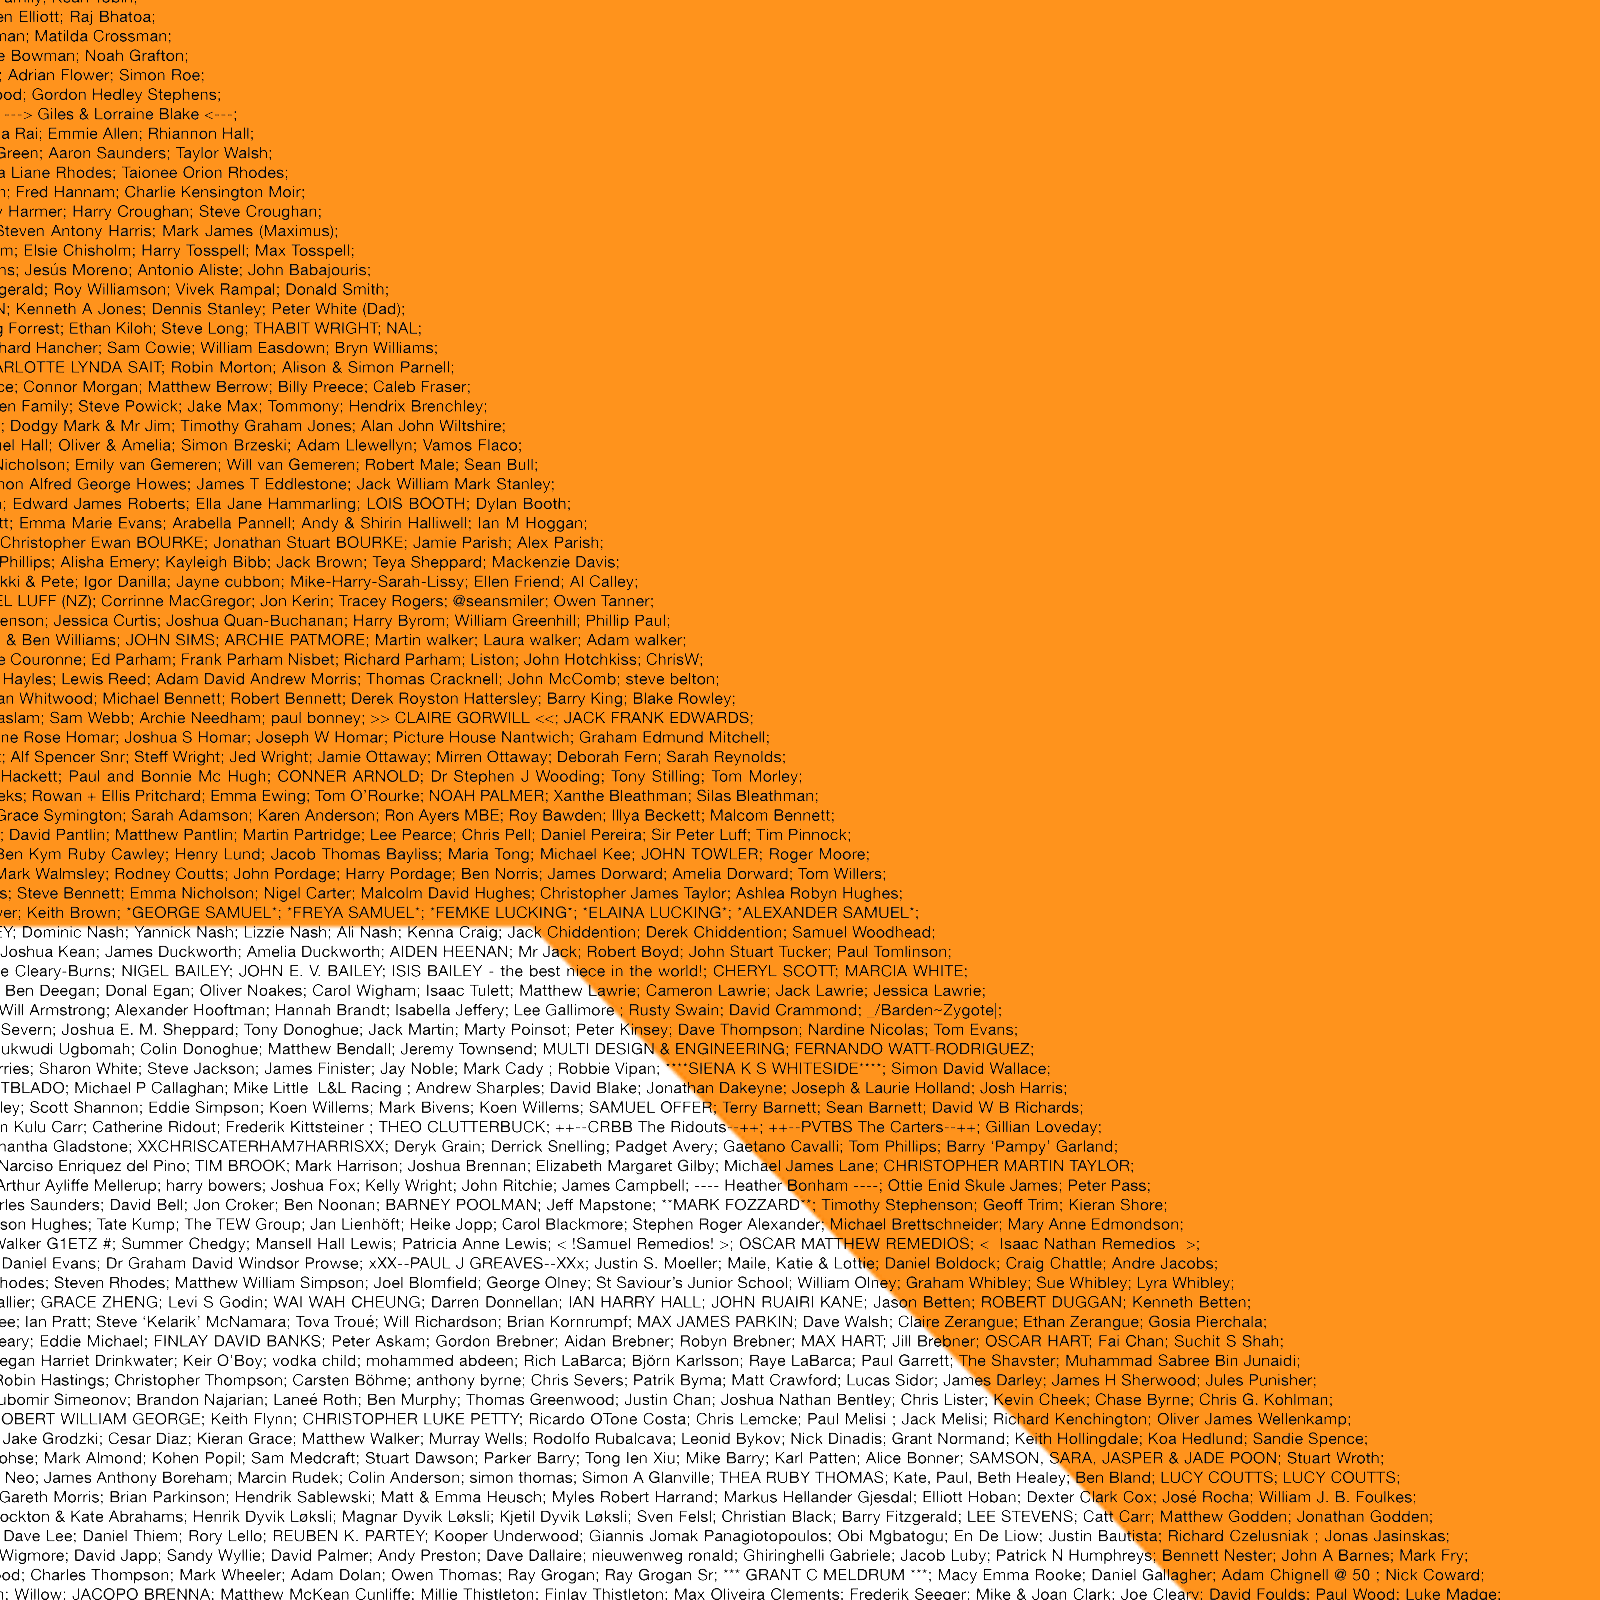 Elliott; Raj Bhatoa;
Matilda Crossman;
Bowman; Noah Grafton;
; Adrian Flower; Simon Roe;
Gordon Hedley Stephens;
---> Giles & Lorraine Blake <---;
a Rai; Emmie Allen; Rhiannon Hall;
Green; Aaron Saunders; Taylor Walsh;
a Liane Rhodes; Taionee Orion Rhodes;
Fred Hannam; Charlie Kensington Moir;
Harmer; Harry Croughan; Steve Croughan;
Steven Antony Harris; Mark James (Maximus);
m; Elsie Chisholm; Harry Tosspell; Max Tosspell;
ns; Jesús Moreno; Antonio Aliste; John Babajouris;
gerald; Roy Williamson; Vivek Rampal; Donald Smith;
N; Kenneth A Jones; Dennis Stanley; Peter White (Dad);
g Forrest; Ethan Kiloh; Steve Long; THABIT WRIGHT; NAL;
hard Hancher; Sam Cowie; William Easdown; Bryn Williams;
ARLOTTE LYNDA SAIT; Robin Morton; Alison & Simon Parnell;
ce; Connor Morgan; Matthew Berrow; Billy Preece; Caleb Fraser;
en Family; Steve Powick; Jake Max; Tommony; Hendrix Brenchley;
; Dodgy Mark & Mr Jim; Timothy Graham Jones; Alan John Wiltshire;
el Hall; Oliver & Amelia; Simon Brzeski; Adam Llewellyn; Vamos Flaco;
Nicholson; Emily van Gemeren; Will van Gemeren; Robert Male; Sean Bull;
non Alfred George Howes; James T Eddlestone; Jack William Mark Stanley;
; Edward James Roberts; Ella Jane Hammarling; LOIS BOOTH; Dylan Booth;
tt; Emma Marie Evans; Arabella Pannell; Andy & Shirin Halliwell; Ian M Hoggan;
Christopher Ewan BOURKE; Jonathan Stuart BOURKE; Jamie Parish; Alex Parish;
Phillips; Alisha Emery; Kayleigh Bibb; Jack Brown; Teya Sheppard; Mackenzie Davis;
kki & Pete; Igor Danilla; Jayne cubbon; Mike-Harry-Sarah-Lissy; Ellen Friend; Al Calley;
EL LUFF (NZ); Corrinne MacGregor; Jon Kerin; Tracey Rogers; @seansmiler; Owen Tanner;
enson; Jessica Curtis; Joshua Quan-Buchanan; Harry Byrom; William Greenhill; Phillip Paul;
& Ben Williams; JOHN SIMS; ARCHIE PATMORE; Martin walker; Laura walker; Adam walker;
e Couronne; Ed Parham; Frank Parham Nisbet; Richard Parham; Liston; John Hotchkiss; ChrisW;
Hayles; Lewis Reed; Adam David Andrew Morris; Thomas Cracknell; John McComb; steve belton;
an Whitwood; Michael Bennett; Robert Bennett; Derek Royston Hattersley; Barry King; Blake Rowley;
aslam; Sam Webb; Archie Needham; paul bonney; >> CLAIRE GORWILL <<; JACK FRANK EDWARDS;
ne Rose Homar; Joshua S Homar; Joseph W Homar; Picture House Nantwich; Graham Edmund Mitchell;
; Alf Spencer Snr; Steff Wright; Jed Wright; Jamie Ottaway; Mirren Ottaway; Deborah Fern; Sarah Reynolds;
Hackett; Paul and Bonnie Mc Hugh; CONNER ARNOLD; Dr Stephen J Wooding; Tony Stilling; Tom Morley;
eks; Rowan + Ellis Pritchard; Emma Ewing; Tom O'Rourke; NOAH PALMER; Xanthe Bleathman; Silas Bleathman;
Grace Symington; Sarah Adamson; Karen Anderson; Ron Ayers MBE; Roy Bawden; Illya Beckett; Malcom Bennett;
; David Pantlin; Matthew Pantlin; Martin Partridge; Lee Pearce; Chris Pell; Daniel Pereira; Sir Peter Luff; Tim Pinnock;
Ben Kym Ruby Cawley; Henry Lund; Jacob Thomas Bayliss; Maria Tong; Michael Kee; JOHN TOWLER; Roger Moore;
Mark Walmsley; Rodney Coutts; John Pordage; Harry Pordage; Ben Norris; James Dorward; Amelia Dorward; Tom Willers;
s; Steve Bennett; Emma Nicholson; Nigel Carter; Malcolm David Hughes; Christopher James Taylor; Ashlea Robyn Hughes;
ver; Keith Brown; *GEORGE SAMUEL*; *FREYA SAMUEL*; *FEMKE LUCKING*; *ELAINA LUCKING*; *ALEXANDER SAMUEL*;
EY; Dominic Nash; Yannick Nash; Lizzie Nash; Ali Nash; Kenna Craig; Jack Chiddention; Derek Chiddention; Samuel Woodhead;
Joshua Kean; James Duckworth; Amelia Duckworth; AIDEN HEENAN; Mr Jack; Robert Boyd; John Stuart Tucker; Paul Tomlinson;
e Cleary-Burns; NIGEL BAILEY; JOHN E. V. BAILEY; ISIS BAILEY - the best niece in the world!; CHERYL SCOTT; MARCIA WHITE;
Ben Deegan; Donal Egan; Oliver Noakes; Carol Wigham; Isaac Tulett; Matthew Lawrie; Cameron Lawrie; Jack Lawrie; Jessica Lawrie;
Will Armstrong; Alexander Hooftman; Hannah Brandt; Isabella Jeffery; Lee Gallimore ; Rusty Swain; David Crammond; _/Barden~Zygote|;
Severn; Joshua E. M. Sheppard; Tony Donoghue; Jack Martin; Marty Poinsot; Peter Kinsey; Dave Thompson; Nardine Nicolas; Tom Evans;
ukwudi Ugbomah; Colin Donoghue; Matthew Bendall; Jeremy Townsend; MULTI DESIGN & ENGINEERING; FERNANDO WATT-RODRIGUEZ;
rries; Sharon White; Steve Jackson; James Finister; Jay Noble; Mark Cady ; Robbie Vipan; ****SIENA K S WHITESIDE****; Simon David Wallace;
TBLADO; Michael P Callaghan; Mike Little  L&L Racing ; Andrew Sharples; David Blake; Jonathan Dakeyne; Joseph & Laurie Holland; Josh Harris;
ley; Scott Shannon; Eddie Simpson; Koen Willems; Mark Bivens; Koen Willems; SAMUEL OFFER; Terry Barnett; Sean Barnett; David W B Richards;
n Kulu Carr; Catherine Ridout; Frederik Kittsteiner ; THEO CLUTTERBUCK; ++--CRBB The Ridouts--++; ++--PVTBS The Carters--++; Gillian Loveday;
nantha Gladstone; XXCHRISCATERHAM7HARRISXX; Deryk Grain; Derrick Snelling; Padget Avery; Gaetano Cavalli; Tom Phillips; Barry ‘Pampy’ Garland;
Narciso Enriquez del Pino; TIM BROOK; Mark Harrison; Joshua Brennan; Elizabeth Margaret Gilby; Michael James Lane; CHRISTOPHER MARTIN TAYLOR;
Arthur Ayliffe Mellerup; harry bowers; Joshua Fox; Kelly Wright; John Ritchie; James Campbell; ---- Heather Bonham ----; Ottie Enid Skule James; Peter Pass;
rles Saunders; David Bell; Jon Croker; Ben Noonan; BARNEY POOLMAN; Jeff Mapstone; **MARK FOZZARD**; Timothy Stephenson; Geoff Trim; Kieran Shore;
son Hughes; Tate Kump; The TEW Group; Jan Lienhöft; Heike Jopp; Carol Blackmore; Stephen Roger Alexander; Michael Brettschneider; Mary Anne Edmondson;
Walker G1ETZ #; Summer Chedgy; Mansell Hall Lewis; Patricia Anne Lewis; < !Samuel Remedios! >; OSCAR MATTHEW REMEDIOS; <  Isaac Nathan Remedios  >;
Daniel Evans; Dr Graham David Windsor Prowse; xXX--PAUL J GREAVES--XXx; Justin S. Moeller; Maile, Katie & Lottie; Daniel Boldock; Craig Chattle; Andre Jacobs;
hodes; Steven Rhodes; Matthew William Simpson; Joel Blomfield; George Olney; St Saviour's Junior School; William Olney; Graham Whibley; Sue Whibley; Lyra Whibley;
allier; GRACE ZHENG; Levi S Godin; WAI WAH CHEUNG; Darren Donnellan; IAN HARRY HALL; JOHN RUAIRI KANE; Jason Betten; ROBERT DUGGAN; Kenneth Betten;
ee; Ian Pratt; Steve ‘Kelarik’ McNamara; Tova Troué; Will Richardson; Brian Kornrumpf; MAX JAMES PARKIN; Dave Walsh; Claire Zerangue; Ethan Zerangue; Gosia Pierchala;
eary; Eddie Michael; FINLAY DAVID BANKS; Peter Askam; Gordon Brebner; Aidan Brebner; Robyn Brebner; MAX HART; Jill Brebner; OSCAR HART; Fai Chan; Suchit S Shah;
egan Harriet Drinkwater; Keir O'Boy; vodka child; mohammed abdeen; Rich LaBarca; Björn Karlsson; Raye LaBarca; Paul Garrett; The Shavster; Muhammad Sabree Bin Junaidi;
Robin Hastings; Christopher Thompson; Carsten Böhme; anthony byrne; Chris Severs; Patrik Byma; Matt Crawford; Lucas Sidor; James Darley; James H Sherwood; Jules Punisher;
ubomir Simeonov; Brandon Najarian; Laneé Roth; Ben Murphy; Thomas Greenwood; Justin Chan; Joshua Nathan Bentley; Chris Lister; Kevin Cheek; Chase Byrne; Chris G. Kohlman;
OBERT WILLIAM GEORGE; Keith Flynn; CHRISTOPHER LUKE PETTY; Ricardo OTone Costa; Chris Lemcke; Paul Melisi ; Jack Melisi; Richard Kenchington; Oliver James Wellenkamp;
Jake Grodzki; Cesar Diaz; Kieran Grace; Matthew Walker; Murray Wells; Rodolfo Rubalcava; Leonid Bykov; Nick Dinadis; Grant Normand; Keith Hollingdale; Koa Hedlund; Sandie Spence;
ohse; Mark Almond; Kohen Popil; Sam Medcraft; Stuart Dawson; Parker Barry; Tong Ien Xiu; Mike Barry; Karl Patten; Alice Bonner; SAMSON, SARA, JASPER & JADE POON; Stuart Wroth;
Neo; James Anthony Boreham; Marcin Rudek; Colin Anderson; simon thomas; Simon A Glanville; THEA RUBY THOMAS; Kate, Paul, Beth Healey; Ben Bland; LUCY COUTTS; LUCY COUTTS;
Gareth Morris; Brian Parkinson; Hendrik Sablewski; Matt & Emma Heusch; Myles Robert Harrand; Markus Hellander Gjesdal; Elliott Hoban; Dexter Clark Cox; José Rocha; William J. B. Foulkes;
ockton & Kate Abrahams; Henrik Dyvik Løksli; Magnar Dyvik Løksli; Kjetil Dyvik Løksli; Sven Felsl; Christian Black; Barry Fitzgerald; LEE STEVENS; Catt Carr; Matthew Godden; Jonathan Godden;
Dave Lee; Daniel Thiem; Rory Lello; REUBEN K. PARTEY; Kooper Underwood; Giannis Jomak Panagiotopoulos; Obi Mgbatogu; En De Liow; Justin Bautista; Richard Czelusniak ; Jonas Jasinskas;
Wigmore; David Japp; Sandy Wyllie; David Palmer; Andy Preston; Dave Dallaire; nieuwenweg ronald; Ghiringhelli Gabriele; Jacob Luby; Patrick N Humphreys; Bennett Nester; John A Barnes; Mark Fry;
ood; Charles Thompson; Mark Wheeler; Adam Dolan; Owen Thomas; Ray Grogan; Ray Grogan Sr; *** GRANT C MELDRUM ***; Macy Emma Rooke; Daniel Gallagher; Adam Chignell @ 50 ; Nick Coward;
Willow; JACOPO BRENNA; Matthew McKean Cunliffe; Millie Thistleton; Finlay Thistleton; Max Oliveira Clements; Frederik Seeger; Mike & Joan Clark; Joe Cleary; David Foulds; Paul Wood; Luke Madge;